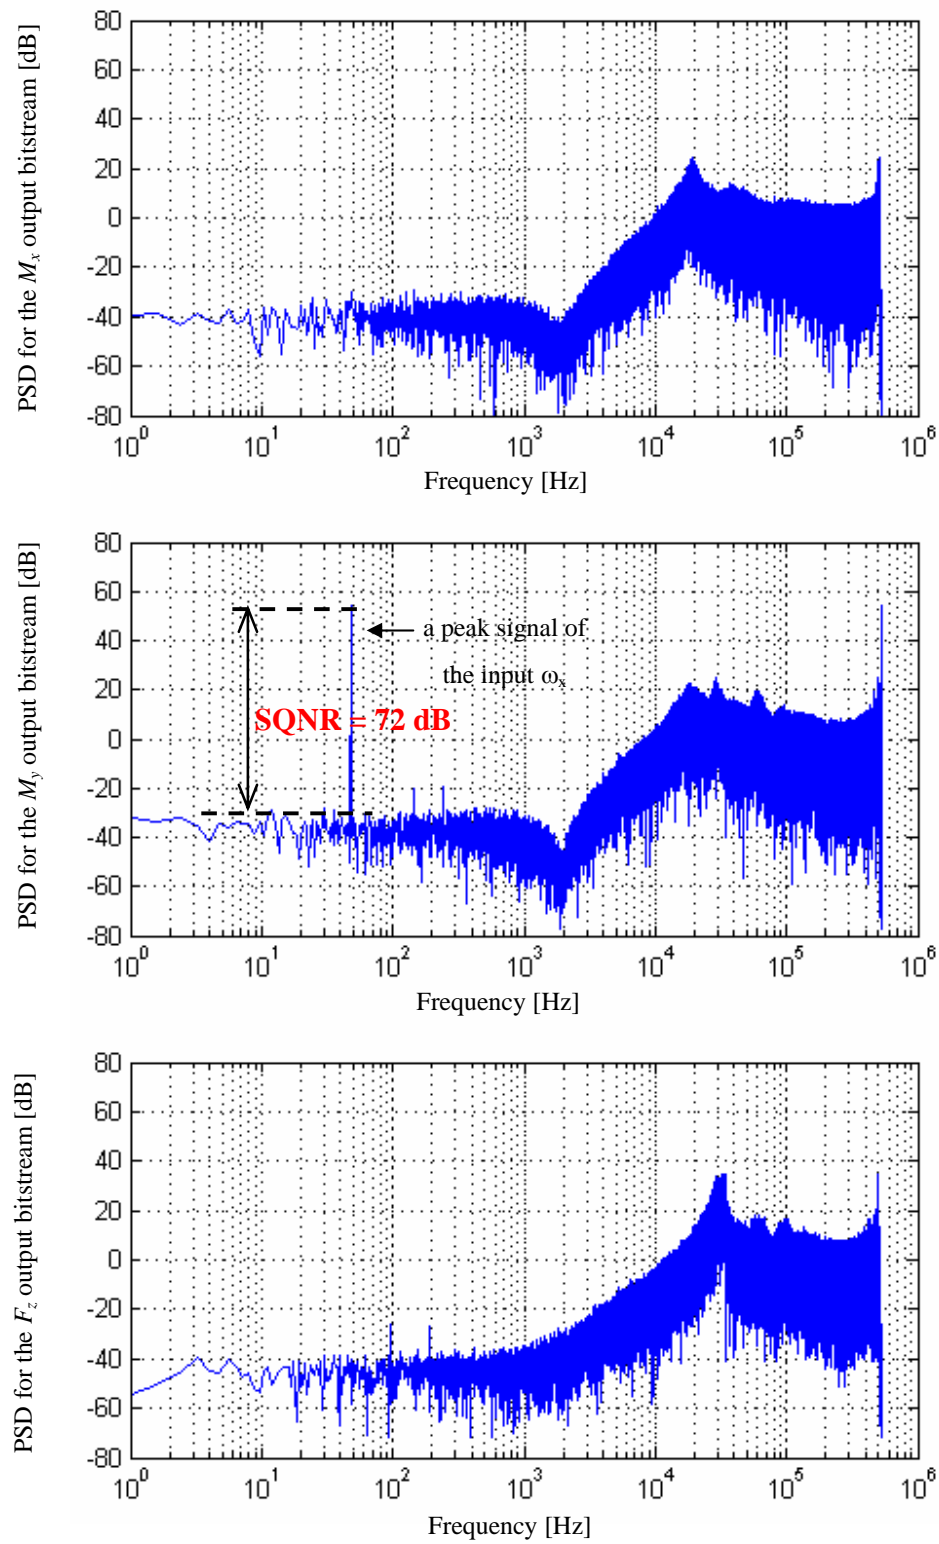 PSD for the Mx output bitstream [dB]
80
60
40
20
0
-20
-40
-60
-80
10^0 10^1 10^2 10^3 10^4 10^5 10^6
Frequency [Hz]
PSD for the My output bitstream [dB]
80
60
40
20
0
-20
-40
-60
-80
a peak signal of
the input ωx
SQNR = 72 dB
10^0 10^1 10^2 10^3 10^4 10^5 10^6
Frequency [Hz]
PSD for the Fz output bitstream [dB]
80
60
40
20
0
-20
-40
-60
-80
10^0 10^1 10^2 10^3 10^4 10^5 10^6
Frequency [Hz]